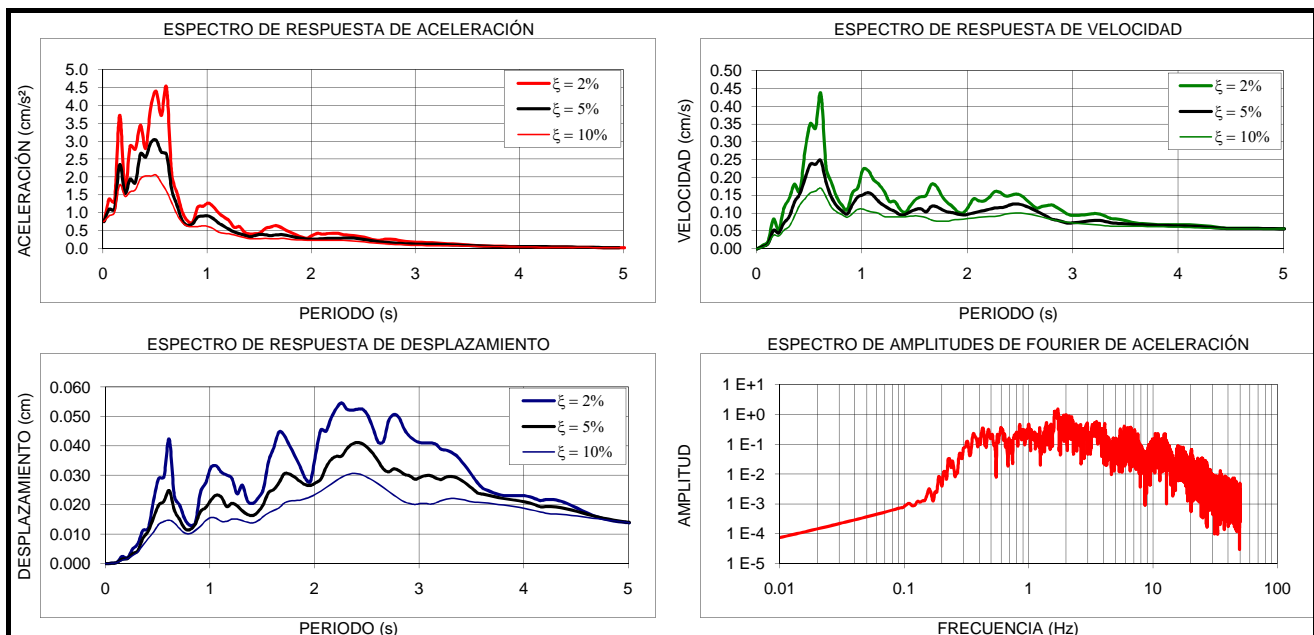 ESPECTRO DE RESPUESTA DE ACELERACIÓN
ACELERACIÓN (cm/s²)
5.0
4.5
4.0
3.5
3.0
2.5
2.0
1.5
1.0
0.5
0.0
ξ = 2%
ξ = 5%
ξ = 10%
0 1 2 3 4 5
PERIODO (s)
ESPECTRO DE RESPUESTA DE VELOCIDAD
VELOCIDAD (cm/s)
0.50
0.45
0.40
0.35
0.30
0.25
0.20
0.15
0.10
0.05
0.00
ξ = 2%
ξ = 5%
ξ = 10%
0 1 2 3 4 5
PERIODO (s)
ESPECTRO DE RESPUESTA DE DESPLAZAMIENTO
DESPLAZAMIENTO (cm)
0.060
0.050
0.040
0.030
0.020
0.010
0.000
ξ = 2%
ξ = 5%
ξ = 10%
0 1 2 3 4 5
PERIODO (s)
ESPECTRO DE AMPLITUDES DE FOURIER DE ACELERACIÓN
AMPLITUD
1 E+1
1 E+0
1 E-1
1 E-2
1 E-3
1 E-4
1 E-5
0.01 0.1 1 10 100
FRECUENCIA (Hz)